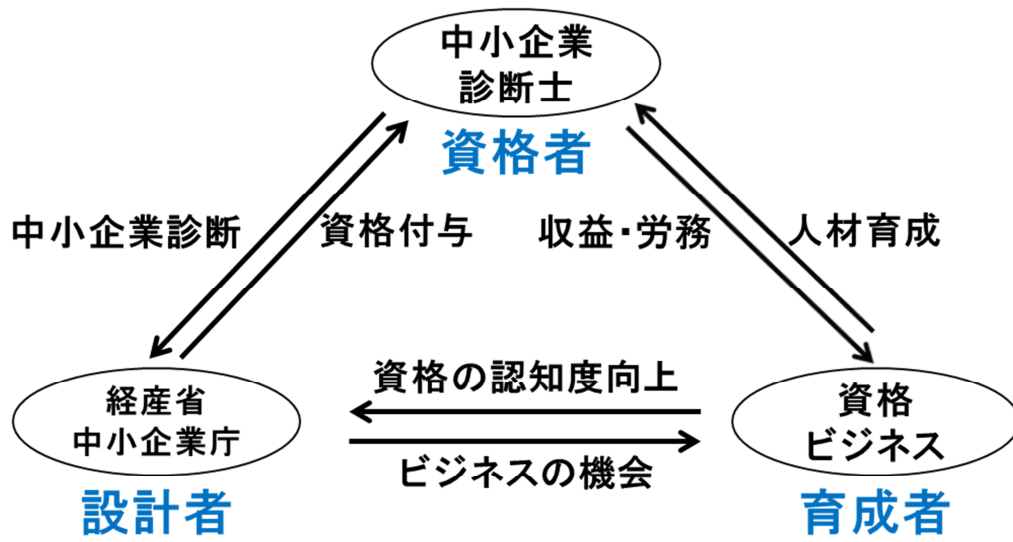 中小企業
診断士
資格者
中小企業診断
資格付与
収益・労務
人材育成
資格の認知度向上
経産省
中小企業庁
資格
ビジネス
ビジネスの機会
設計者
育成者